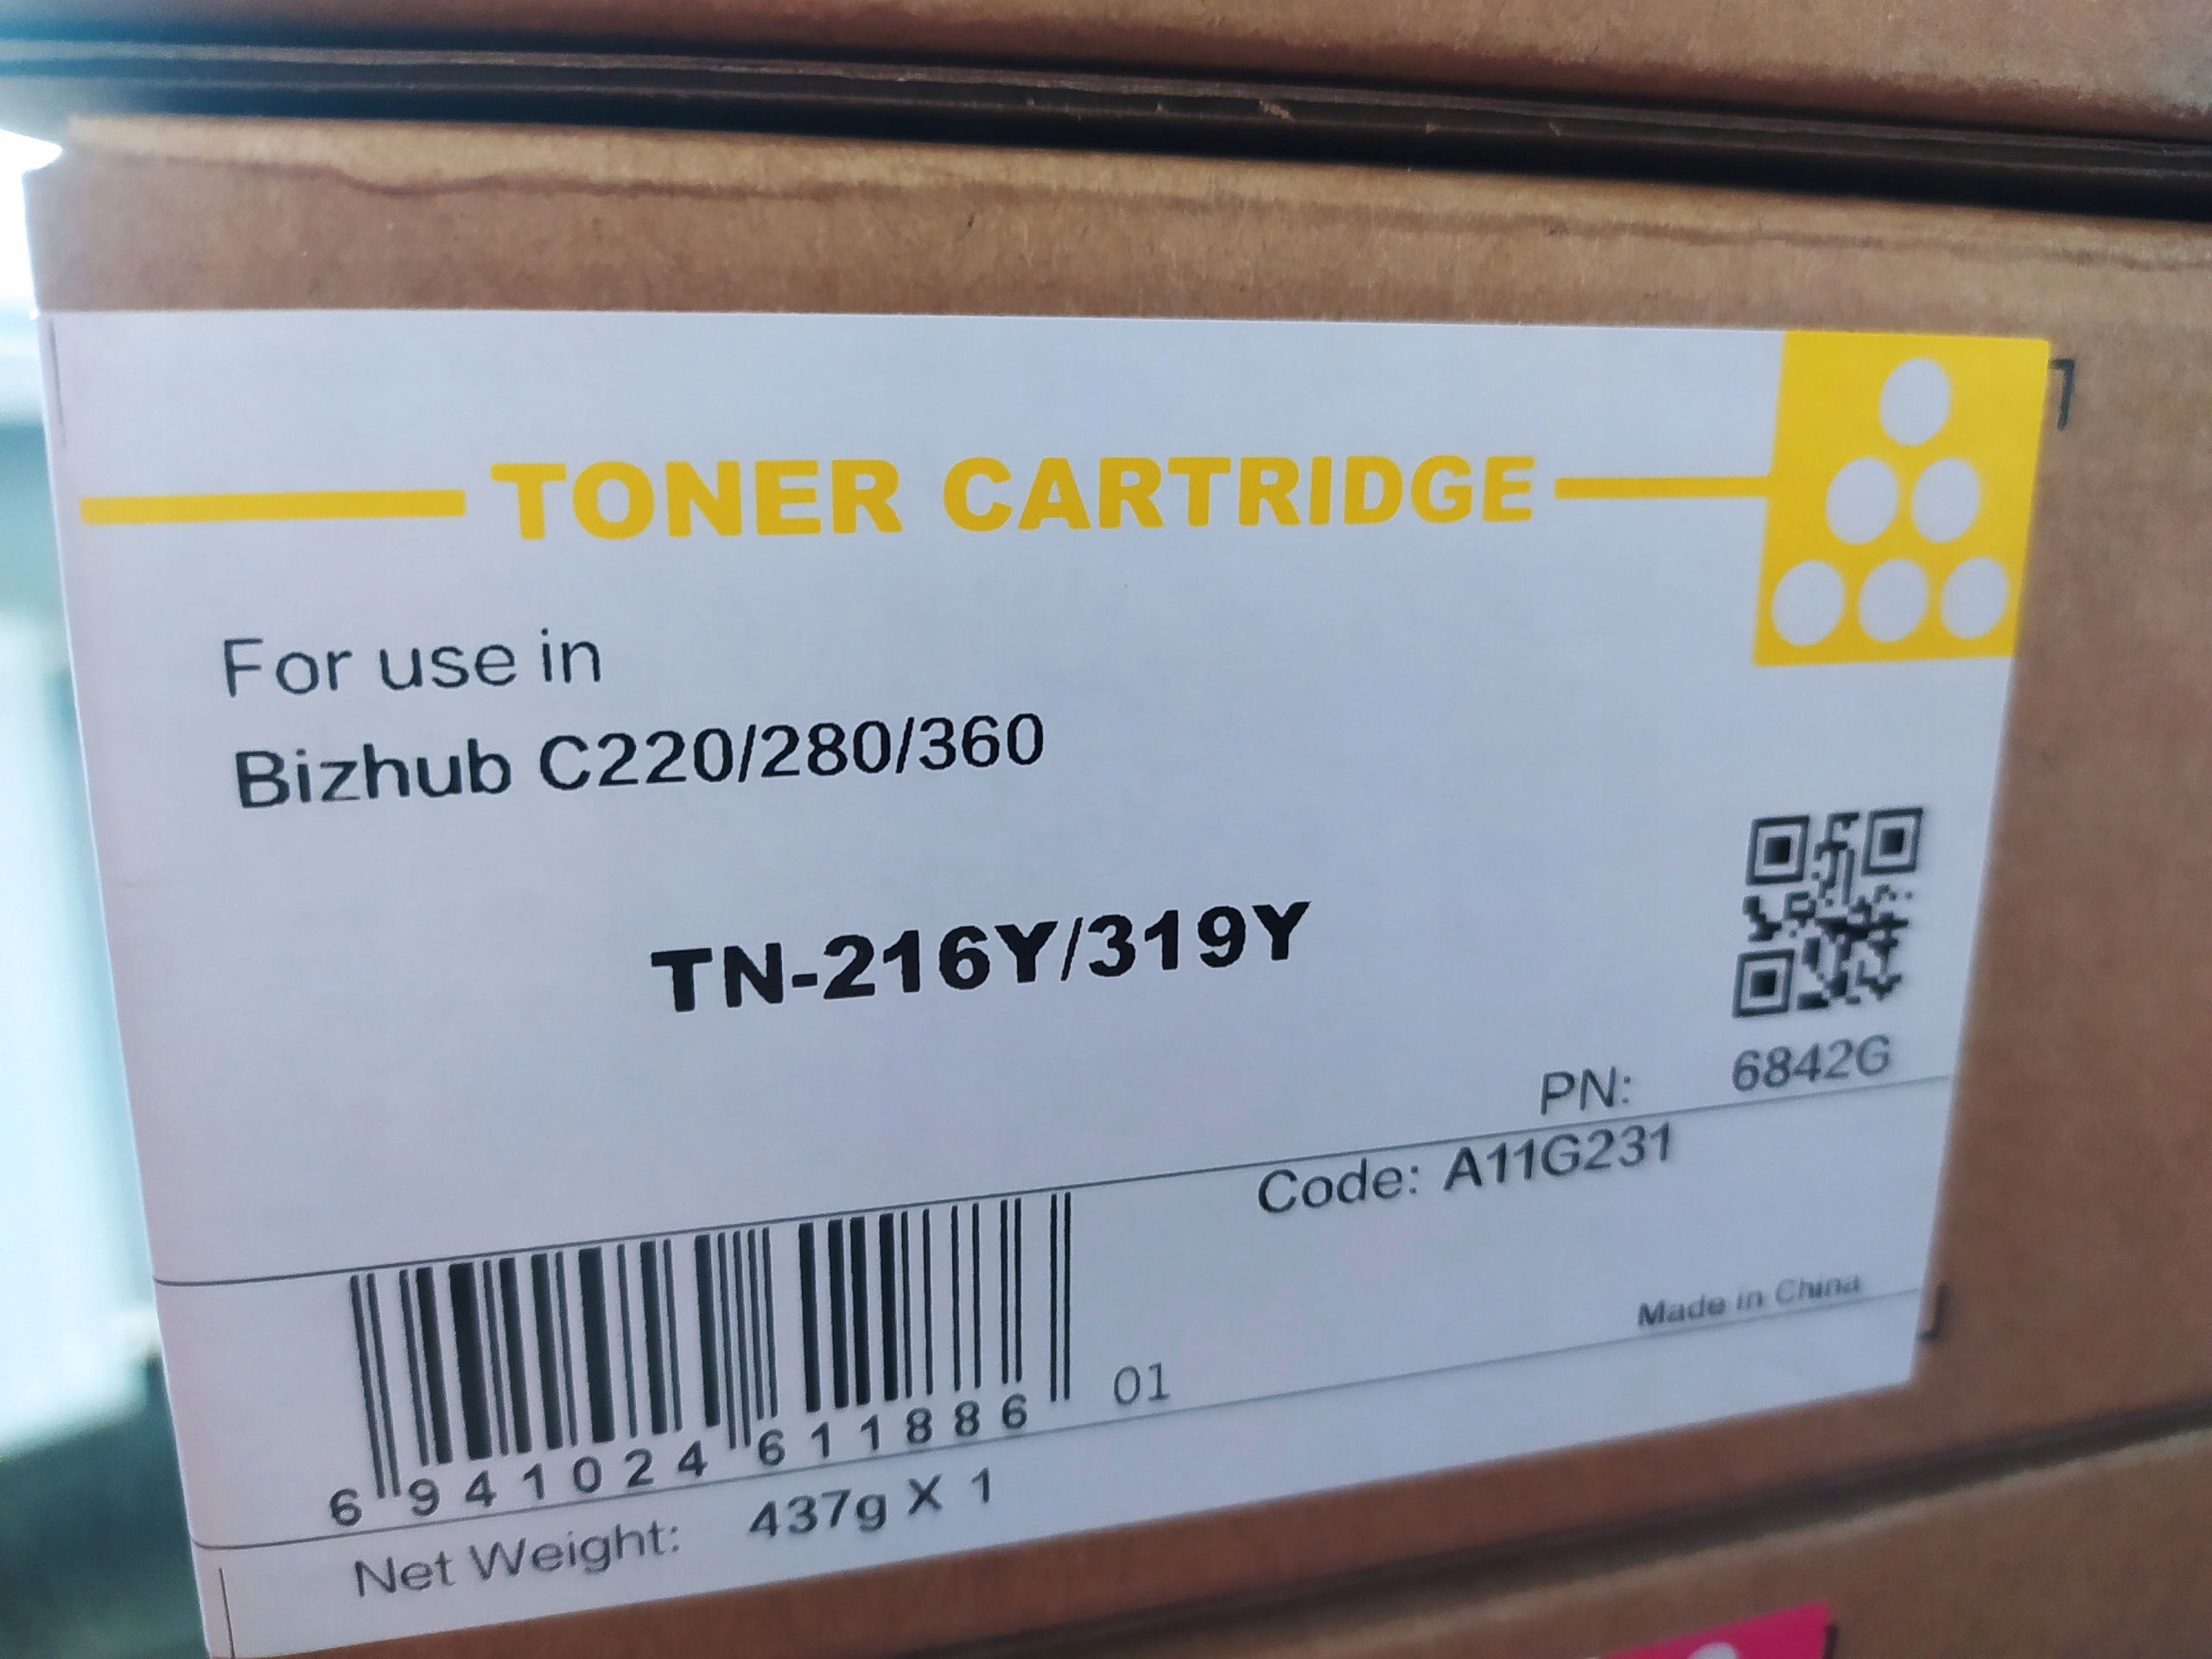 TONER CARTRIDGE
For use in
Bizhub C220/280/360
TN-216Y/319Y
PN: 6842G
Code: A11G231
Made in China
6 941024 611886 01
Net Weight: 437g X 1